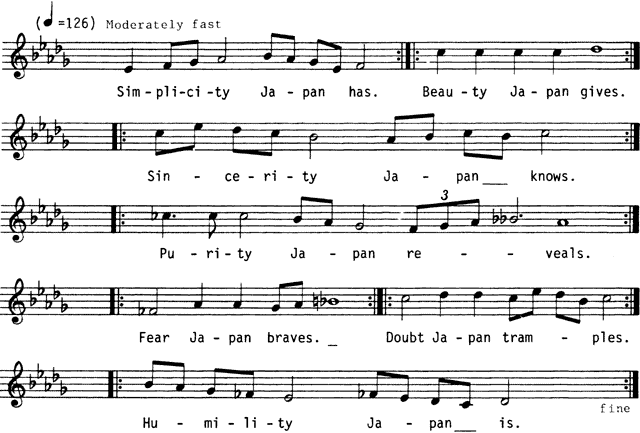 (♩=126) Moderately fast
Sim-pli-ci-ty Ja-pan has. Beau-ty Ja-pan gives.
Sin - ce-ri-ty Ja - pan___ knows.
3
Pu-ri-ty Ja-pan re - - - veals.
Fear Ja-pan braves._ Doubt Ja-pan tram - ples.
Hu - mi-li-ty Ja - pan___ is.
fine